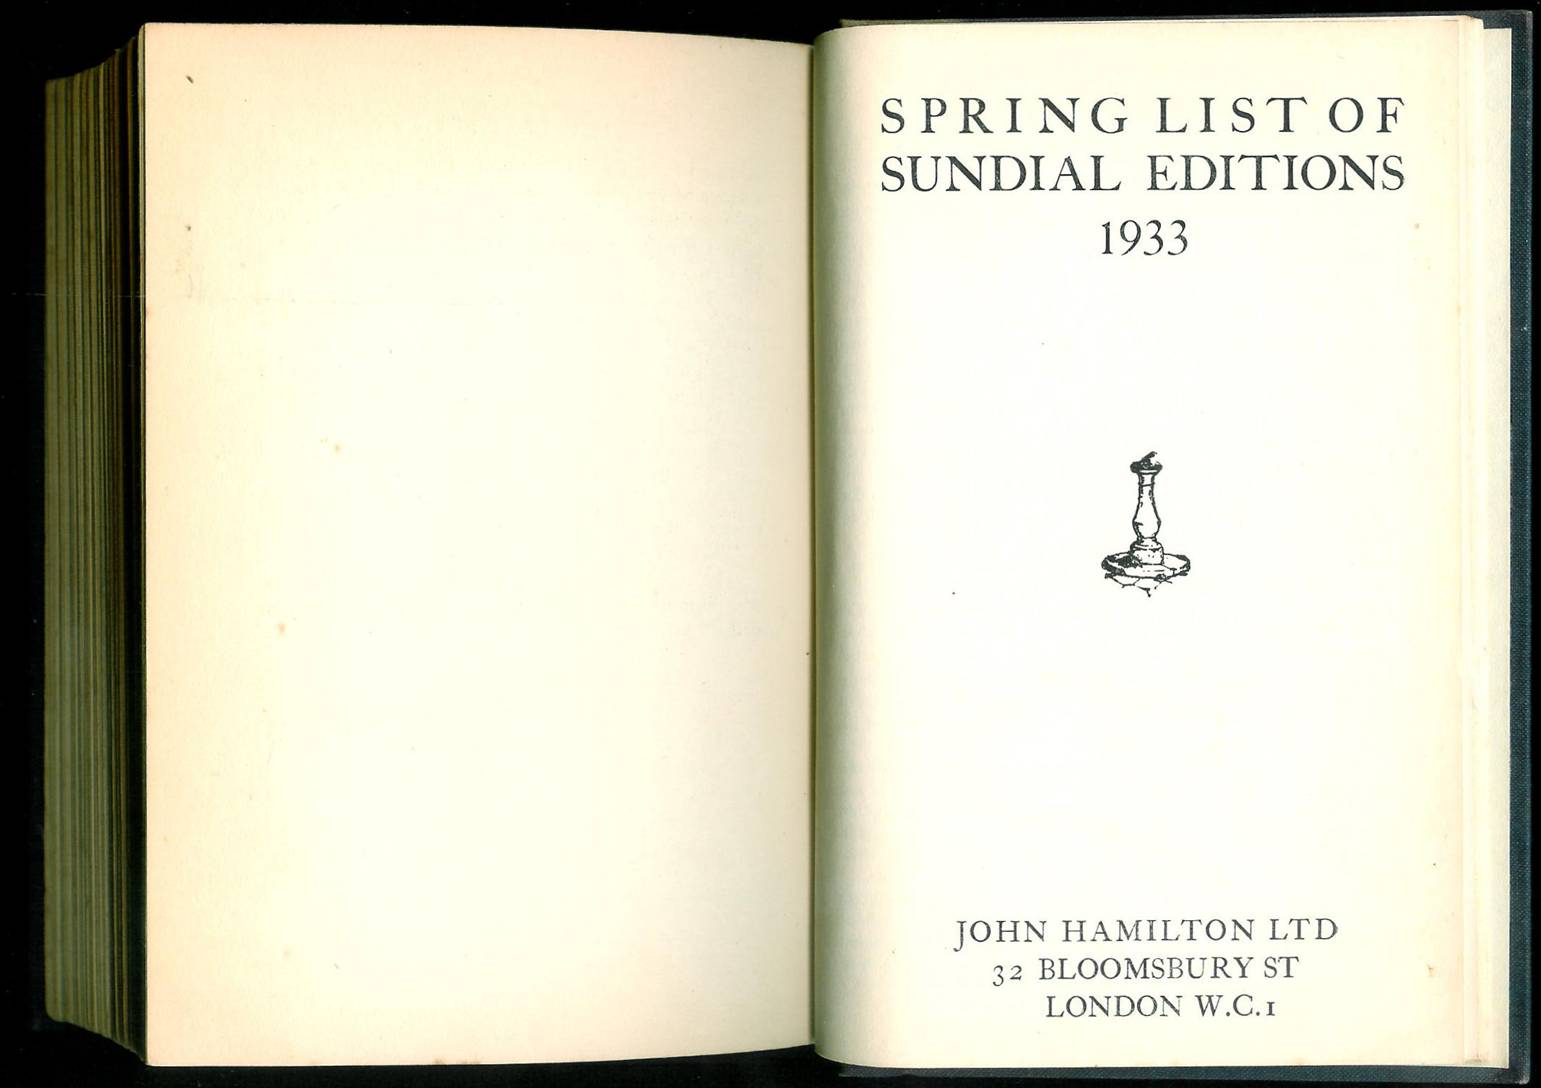 SPRING LIST OF
SUNDIAL EDITIONS
1933
JOHN HAMILTON LTD
32 BLOOMSBURY ST
LONDON W.C.1